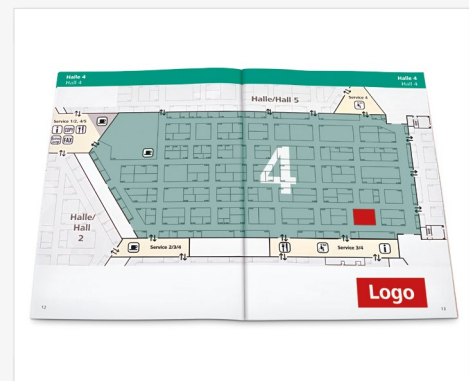 Halle 4
Hall 4
Halle 4
Hall 4
Service 4
Halle/Hall 5
Service 1/2, 4/5
4
Halle/
Hall
2
Service 2/3/4
Service 3/4
Logo
12
13